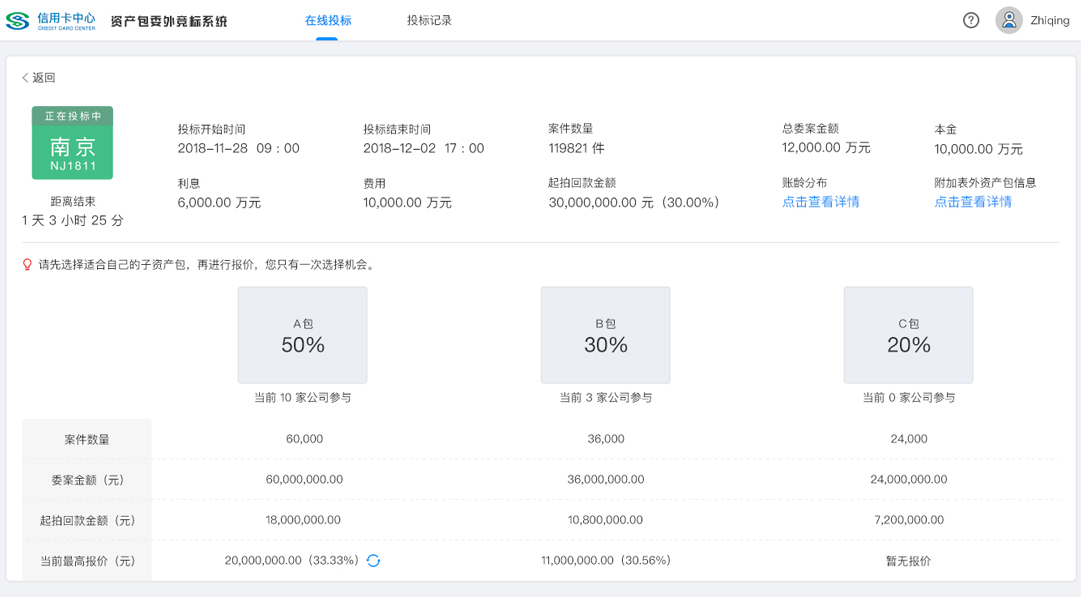 信用卡中心
CREDIT CARD CENTER
资产包委外竞标系统
在线投标
投标记录
?
Zhiqing
返回
正在投标中
南京
NJ1811
距离结束
1 天 3 小时 25 分
投标开始时间
2018-11-28 09 : 00
投标结束时间
2018-12-02 17 : 00
案件数量
119821 件
总委案金额
12,000.00 万元
本金
10,000.00 万元
利息
6,000.00 万元
费用
10,000.00 万元
起拍回款金额
30,000,000.00 元（30.00%）
账龄分布
点击查看详情
附加表外资产包信息
点击查看详情
请先选择适合自己的子资产包，再进行报价，您只有一次选择机会。
A包
50%
当前 10 家公司参与
B包
30%
当前 3 家公司参与
C包
20%
当前 0 家公司参与
案件数量 60,000 36,000 24,000
委案金额（元） 60,000,000.00 36,000,000.00 24,000,000.00
起拍回款金额（元） 18,000,000.00 10,800,000.00 7,200,000.00
当前最高报价（元） 20,000,000.00（33.33%） 11,000,000.00（30.56%） 暂无报价